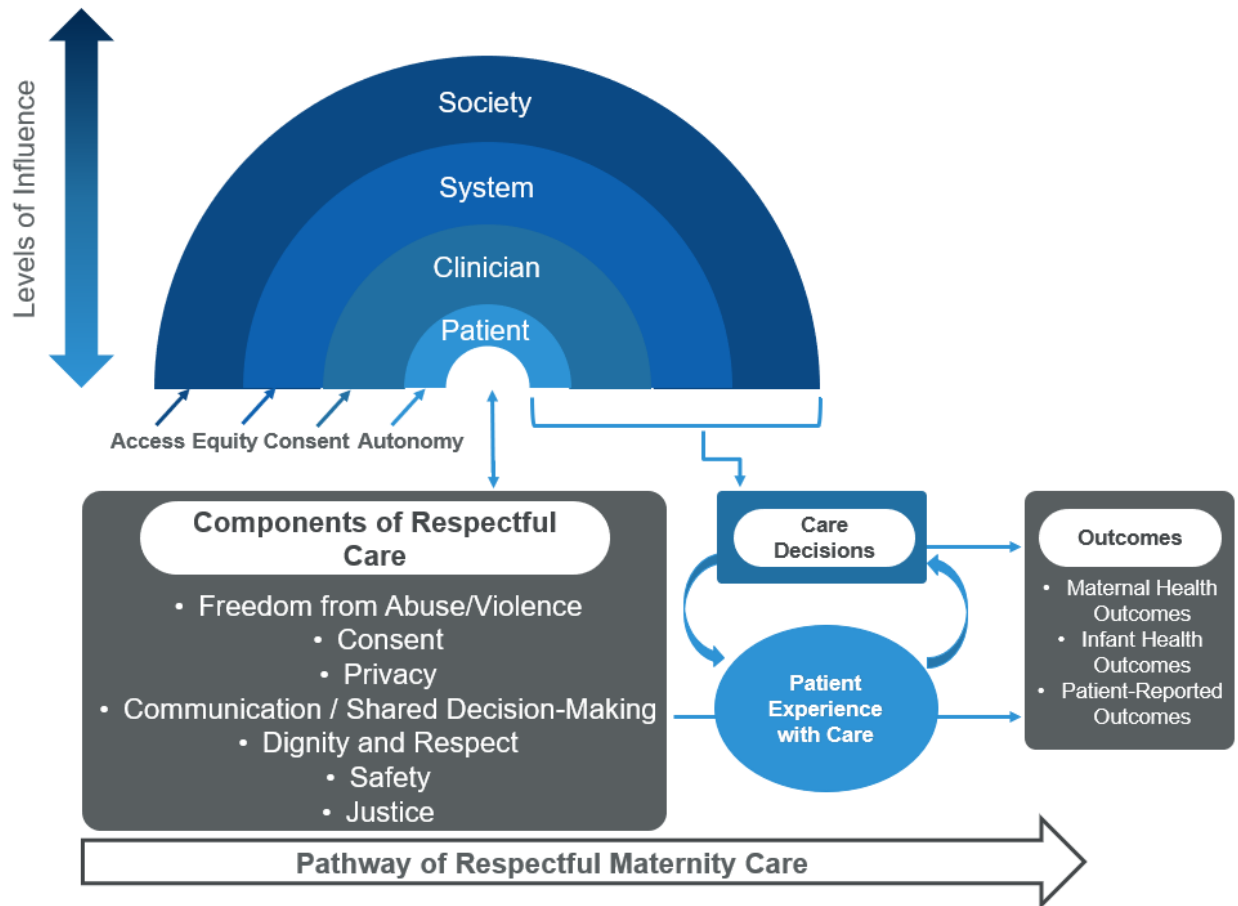 Levels of Influence
Society
System
Clinician
Patient
Access Equity Consent Autonomy
Components of Respectful
Care
• Freedom from Abuse/Violence
• Consent
• Privacy
• Communication / Shared Decision-Making
• Dignity and Respect
• Safety
• Justice
Care
Decisions
Patient
Experience
with Care
Outcomes
• Maternal Health
Outcomes
• Infant Health
Outcomes
• Patient-Reported
Outcomes
Pathway of Respectful Maternity Care